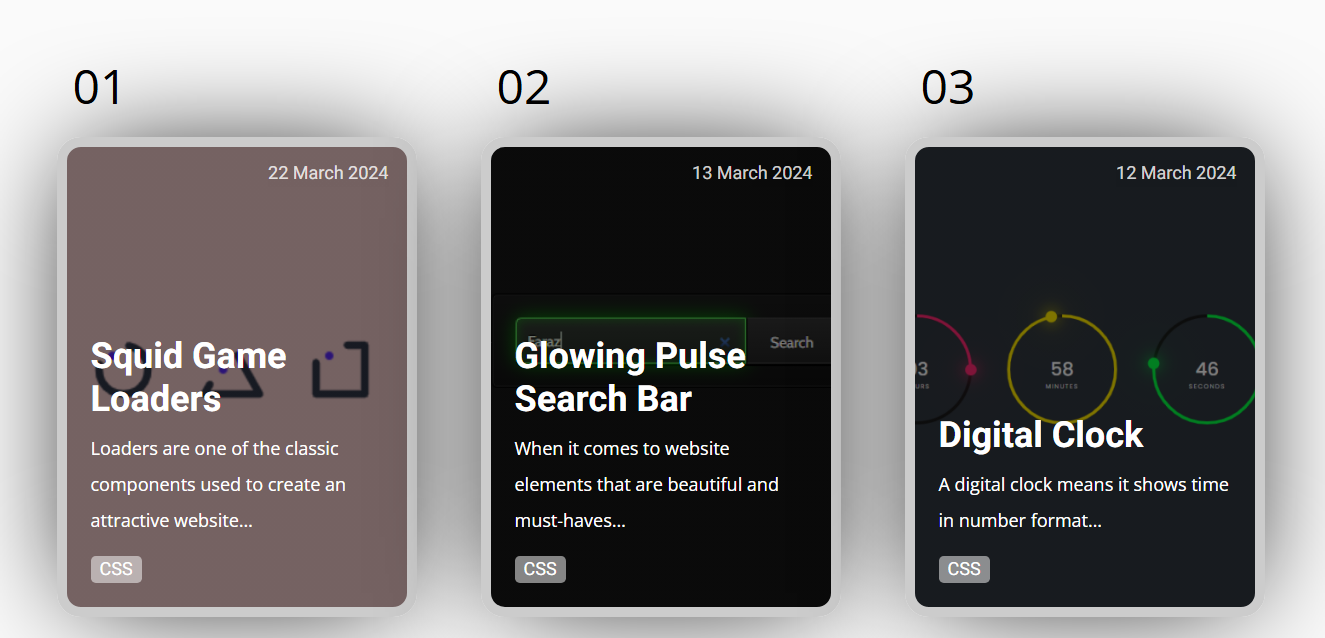 01
02
03
22 March 2024
Squid Game
Loaders
Loaders are one of the classic
components used to create an
attractive website...
CSS
13 March 2024
Faraz
Search
Glowing Pulse
Search Bar
When it comes to website
elements that are beautiful and
must-haves...
CSS
12 March 2024
58
MINUTES
46
SECONDS
Digital Clock
A digital clock means it shows time
in number format...
CSS